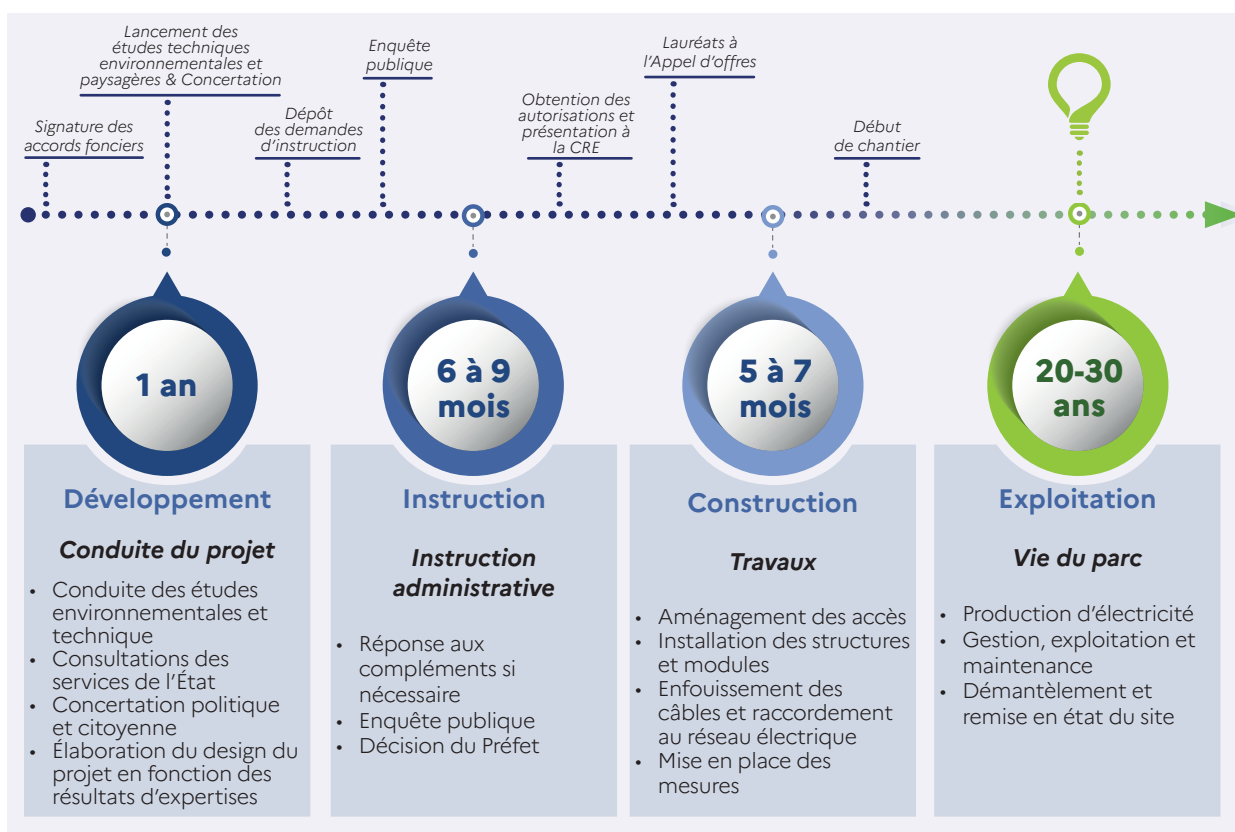 Lancement des
études techniques
environnementales et
paysagères & Concertation
Signature des
accords fonciers
Dépôt
des demandes
d'instruction
Enquête
publique
Obtention des
autorisations et
présentation à
la CRE
Lauréats à
l'Appel d'offres
Début
de chantier
1 an
Développement
Conduite du projet
• Conduite des études
environnementales et
technique
• Consultations des
services de l'État
• Concertation politique
et citoyenne
• Élaboration du design du
projet en fonction des
résultats d'expertises
6 à 9
mois
Instruction
Instruction
administrative
• Réponse aux
compléments si
nécessaire
• Enquête publique
• Décision du Préfet
5 à 7
mois
Construction
Travaux
• Aménagement des accès
• Installation des structures
et modules
• Enfouissement des
câbles et raccordement
au réseau électrique
• Mise en place des
mesures
20-30
ans
Exploitation
Vie du parc
• Production d'électricité
• Gestion, exploitation et
maintenance
• Démantèlement et
remise en état du site